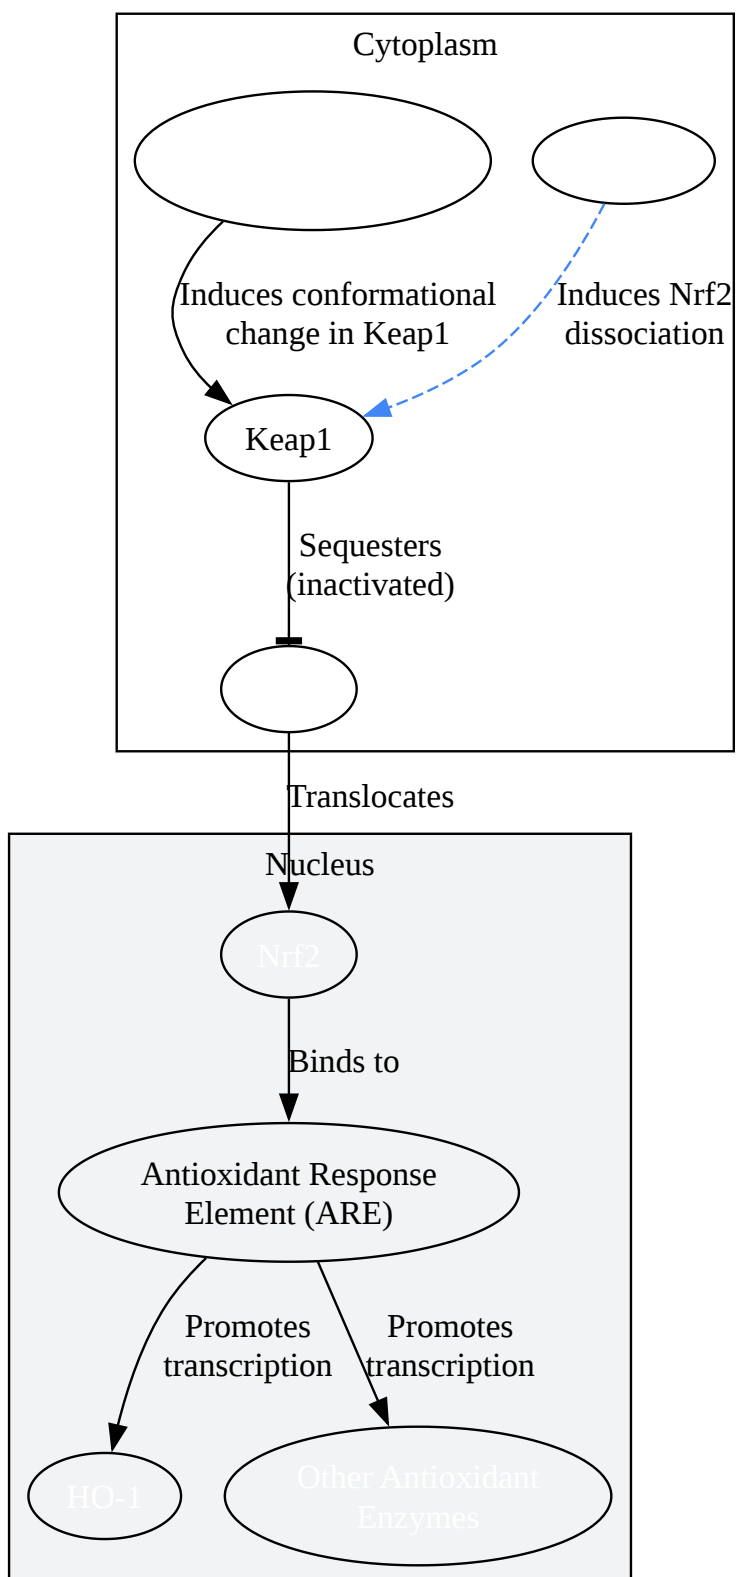 Cytoplasm
Induces conformational
change in Keap1
Induces Nrf2
dissociation
Keap1
Sequesters
(inactivated)
Translocates
Nucleus
Nrf2
Binds to
Antioxidant Response
Element (ARE)
Promotes
transcription
Promotes
transcription
HO-1
Other Antioxidant
Enzymes